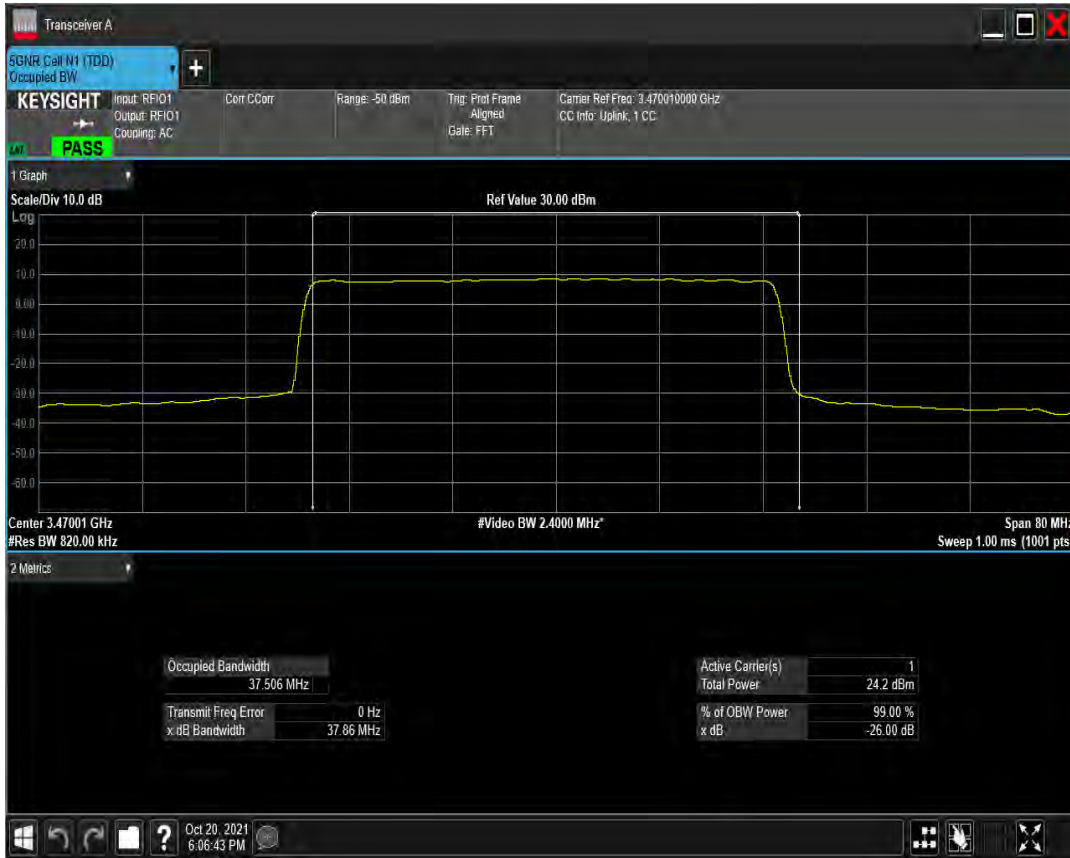 Transceiver A
5GNR Cell N1 (TDD)
Occupied BW
KEYSIGHT
Input: RFIO1
Output: RFIO1
Coupling: AC
Corr CCorr
Range: -50 dBm
Trig: Prot Frame
Aligned
Gate: FFT
Carrier Ref Freq: 3.470010000 GHz
CC Info: Uplink, 1 CC
PASS
1 Graph
Scale/Div 10.0 dB
Ref Value 30.00 dBm
Log
20.0
10.0
0.00
-10.0
-20.0
-30.0
-40.0
-50.0
-60.0
Center 3.47001 GHz
#Video BW 2.4000 MHz*
Span 80 MHz
#Res BW 820.00 kHz
Sweep 1.00 ms (1001 pts
2 Metrics
Occupied Bandwidth
37.506 MHz
Transmit Freq Error 0 Hz
x dB Bandwidth 37.86 MHz
Active Carrier(s) 1
Total Power 24.2 dBm
% of OBW Power 99.00 %
x dB -26.00 dB
Oct 20, 2021
6:06:43 PM